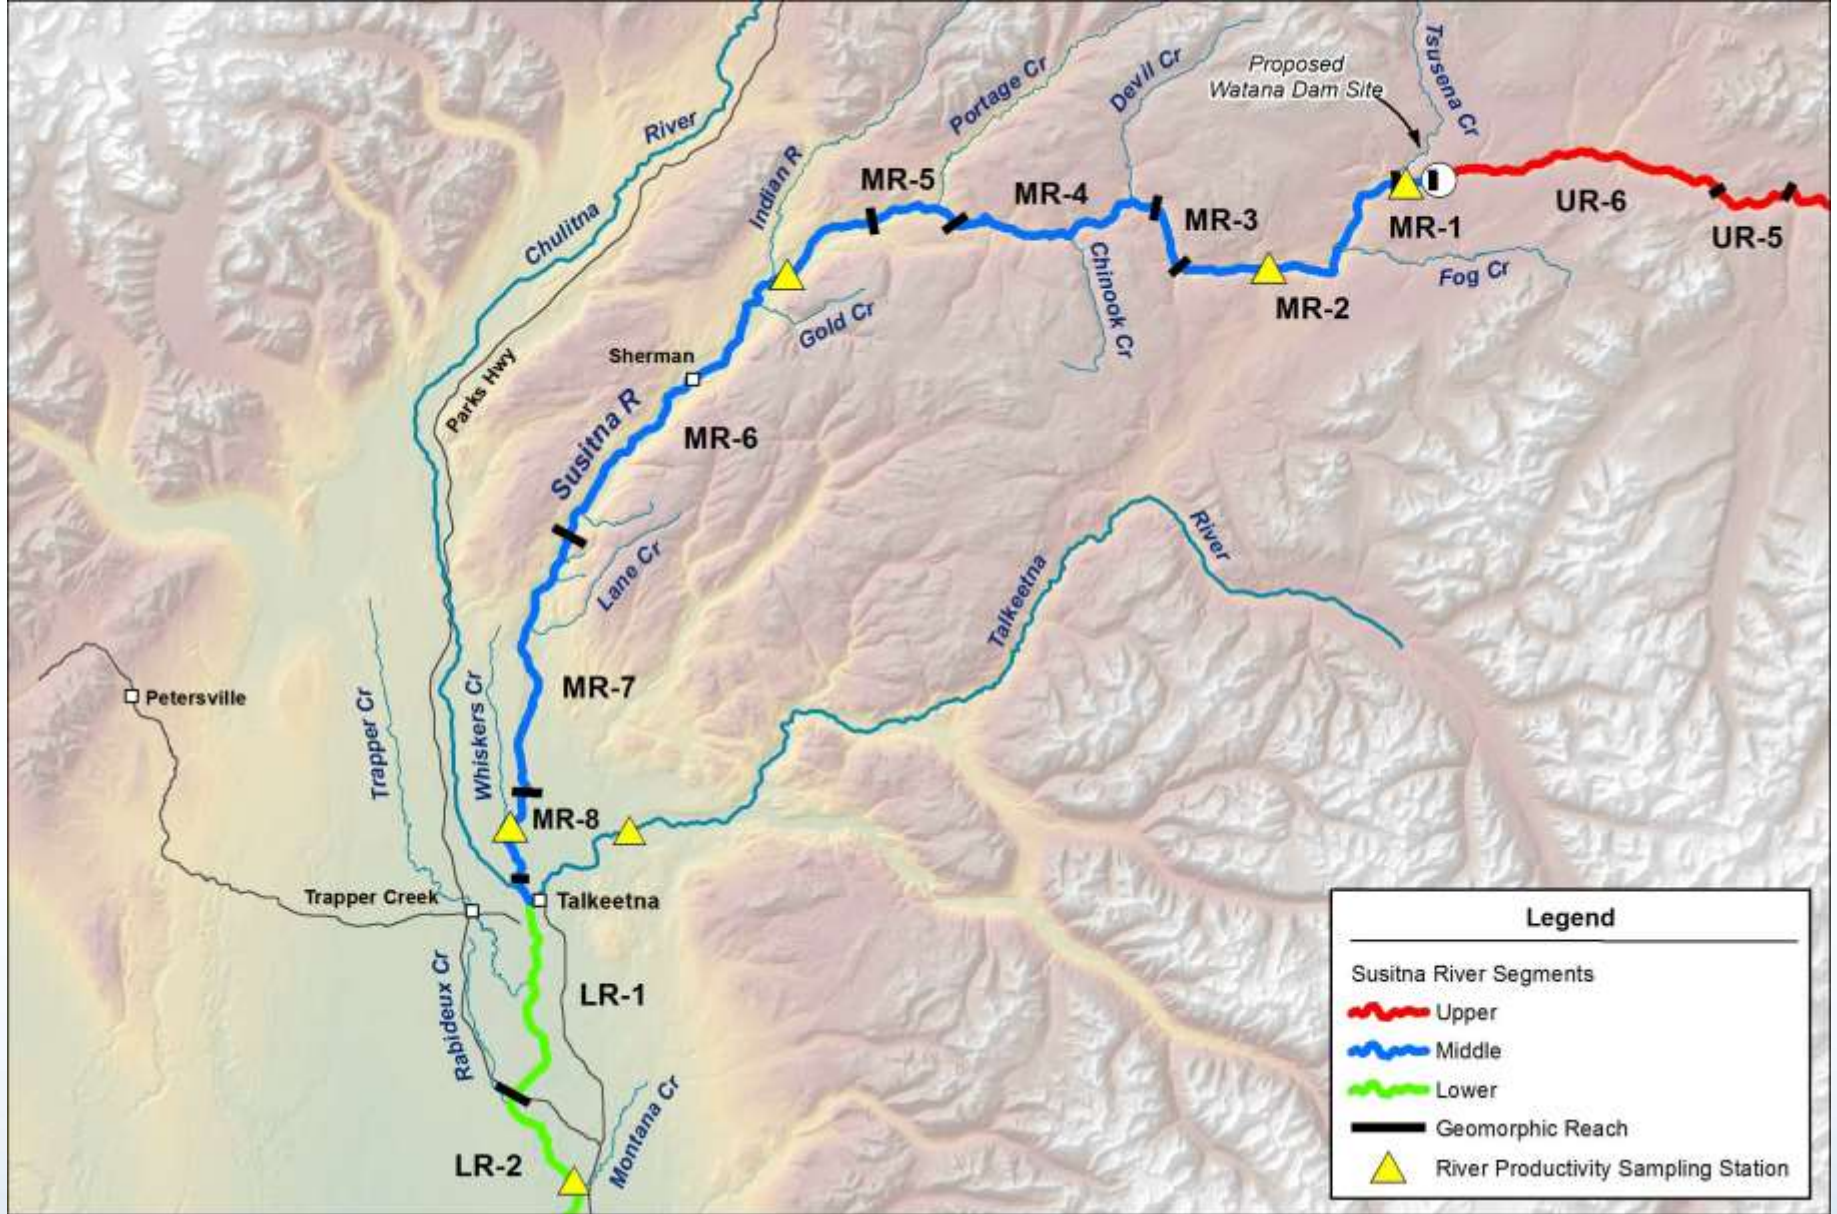 Tsusena Cr
Proposed
Watana Dam Site
Devil Cr
Portage Cr
River
Indian R
MR-5
MR-4
UR-6
Chulitna
MR-3
MR-1
UR-5
Fog Cr
Chinook Cr
MR-2
Gold Cr
Sherman
Parks Hwy
Susitna R
MR-6
River
Lane Cr
Talkeetna
MR-7
Petersville
Trapper Cr
Whiskers Cr
MR-8
Trapper Creek
Talkeetna
LR-1
Rabideux Cr
Montana Cr
LR-2
Legend
Susitna River Segments
Upper
Middle
Lower
Geomorphic Reach
River Productivity Sampling Station